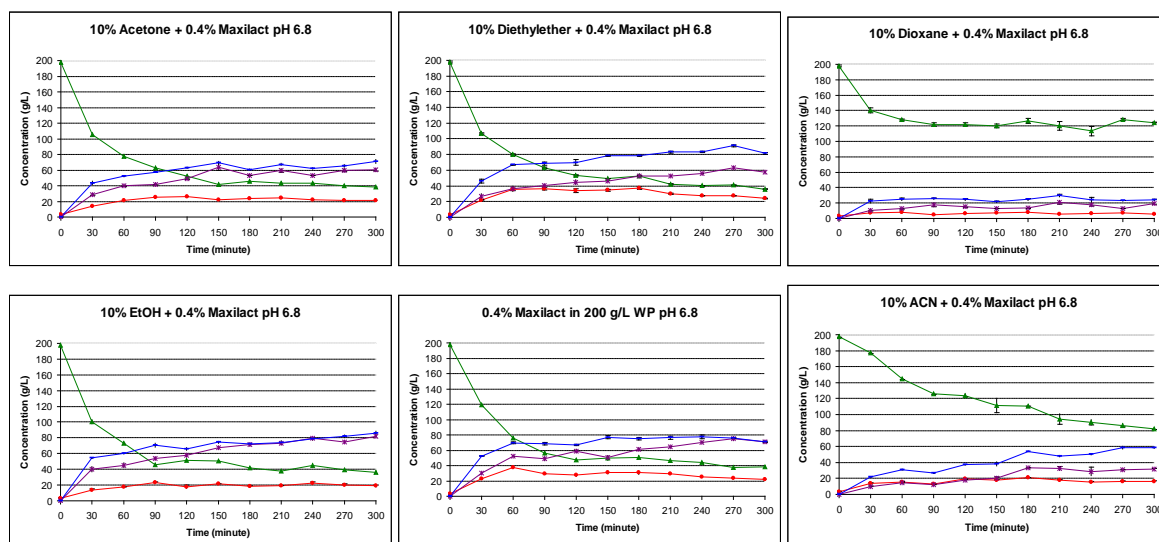 10% Acetone + 0.4% Maxilact pH 6.8
Concentration (g/L)
200
180
160
140
120
100
80
60
40
20
0
0 30 60 90 120 150 180 210 240 270 300
Time (minute)
10% Diethylether + 0.4% Maxilact pH 6.8
Concentration (g/L)
200
180
160
140
120
100
80
60
40
20
0
0 30 60 90 120 150 180 210 240 270 300
Time (minute)
10% Dioxane + 0.4% Maxilact pH 6.8
Concentration (g/L)
200
180
160
140
120
100
80
60
40
20
0
0 30 60 90 120 150 180 210 240 270 300
Time (minute)
10% EtOH + 0.4% Maxilact pH 6.8
Concentration (g/L)
200
180
160
140
120
100
80
60
40
20
0
0 30 60 90 120 150 180 210 240 270 300
Time (minute)
0.4% Maxilact in 200 g/L WP pH 6.8
Concentration (g/L)
200
180
160
140
120
100
80
60
40
20
0
0 30 60 90 120 150 180 210 240 270 300
Time (minute)
10% ACN + 0.4% Maxilact pH 6.8
Concentration (g/L)
200
180
160
140
120
100
80
60
40
20
0
0 30 60 90 120 150 180 210 240 270 300
Time (minute)